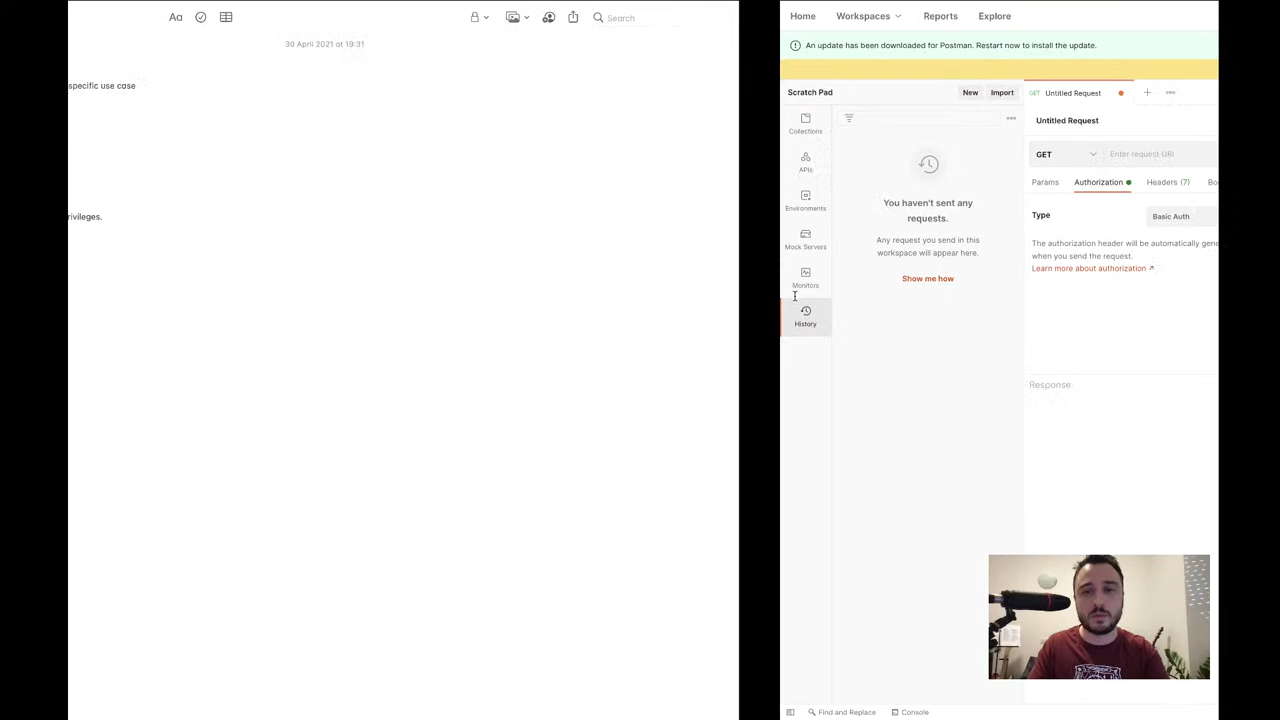 Search
30 April 2021 at 19:31
specific use case
rivileges.
Home Workspaces Reports Explore
An update has been downloaded for Postman. Restart now to install the update.
Scratch Pad New Import
GET Untitled Request
Collections
Untitled Request
APIs
GET Enter request URL
Params Authorization Headers (7) Bo
Environments
You haven't sent any
requests.
Type Basic Auth
Mock Servers
Any request you send in this
workspace will appear here.
The authorization header will be automatically gene
when you send the request.
Learn more about authorization
Monitors
Show me how
History
Response
Find and Replace Console